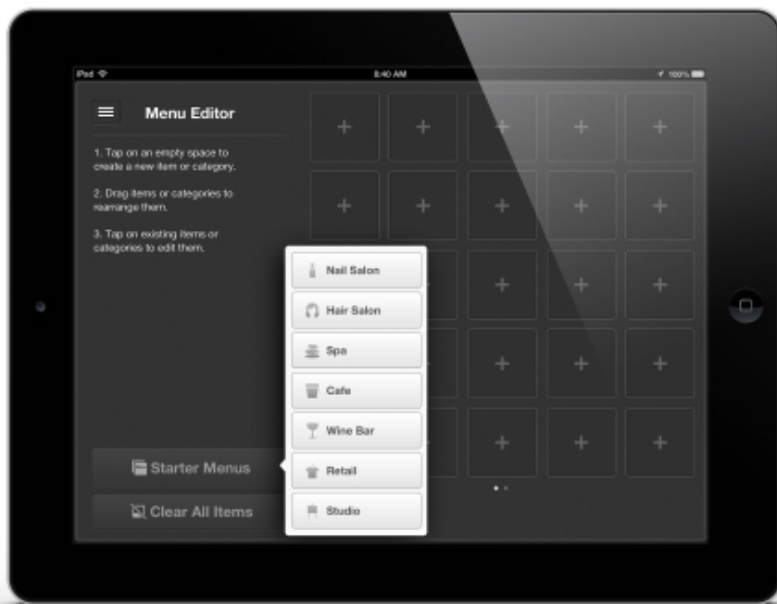 iPad
8:40 AM
100%
Menu Editor
1. Tap on an empty space to
create a new item or category.
2. Drag items or categories to
rearrange them.
3. Tap on existing items or
categories to edit them.
Nail Salon
Hair Salon
Spa
Cafe
Wine Bar
Retail
Studio
Starter Menus
Clear All Items